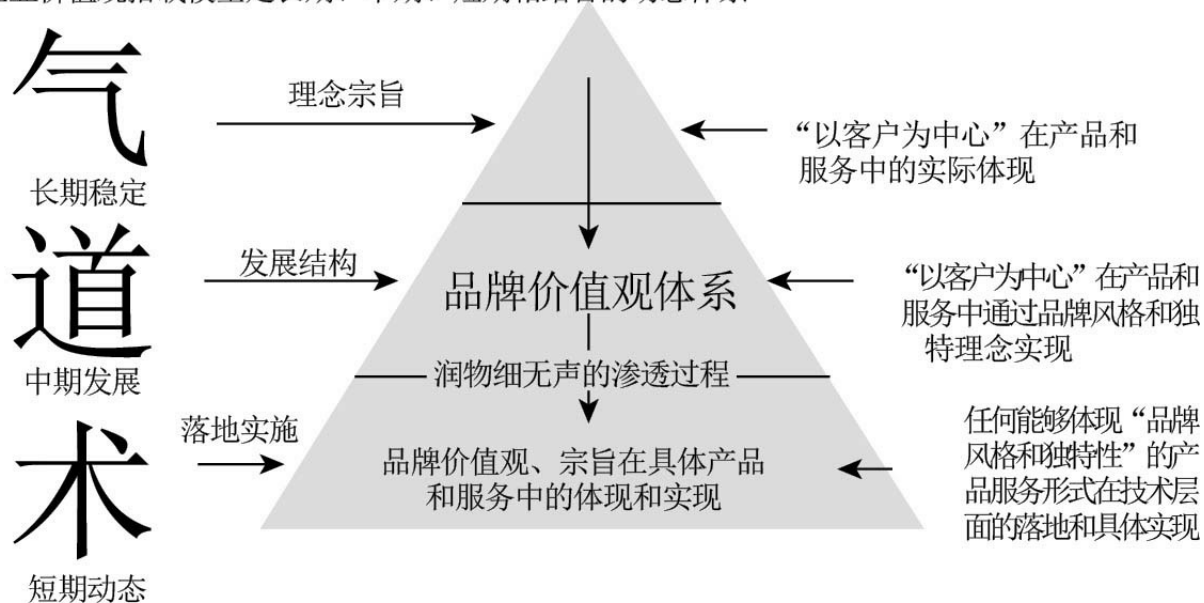 气
理念宗旨
“以客户为中心”在产品和
服务中的实际体现
长期稳定
道
发展结构
品牌价值观体系
“以客户为中心”在产品和
服务中通过品牌风格和独
特理念实现
中期发展
润物细无声的渗透过程
术
落地实施
品牌价值观、宗旨在具体产品
和服务中的体现和实现
任何能够体现“品牌
风格和独特性”的产
品服务形式在技术层
面的落地和具体实现
短期动态